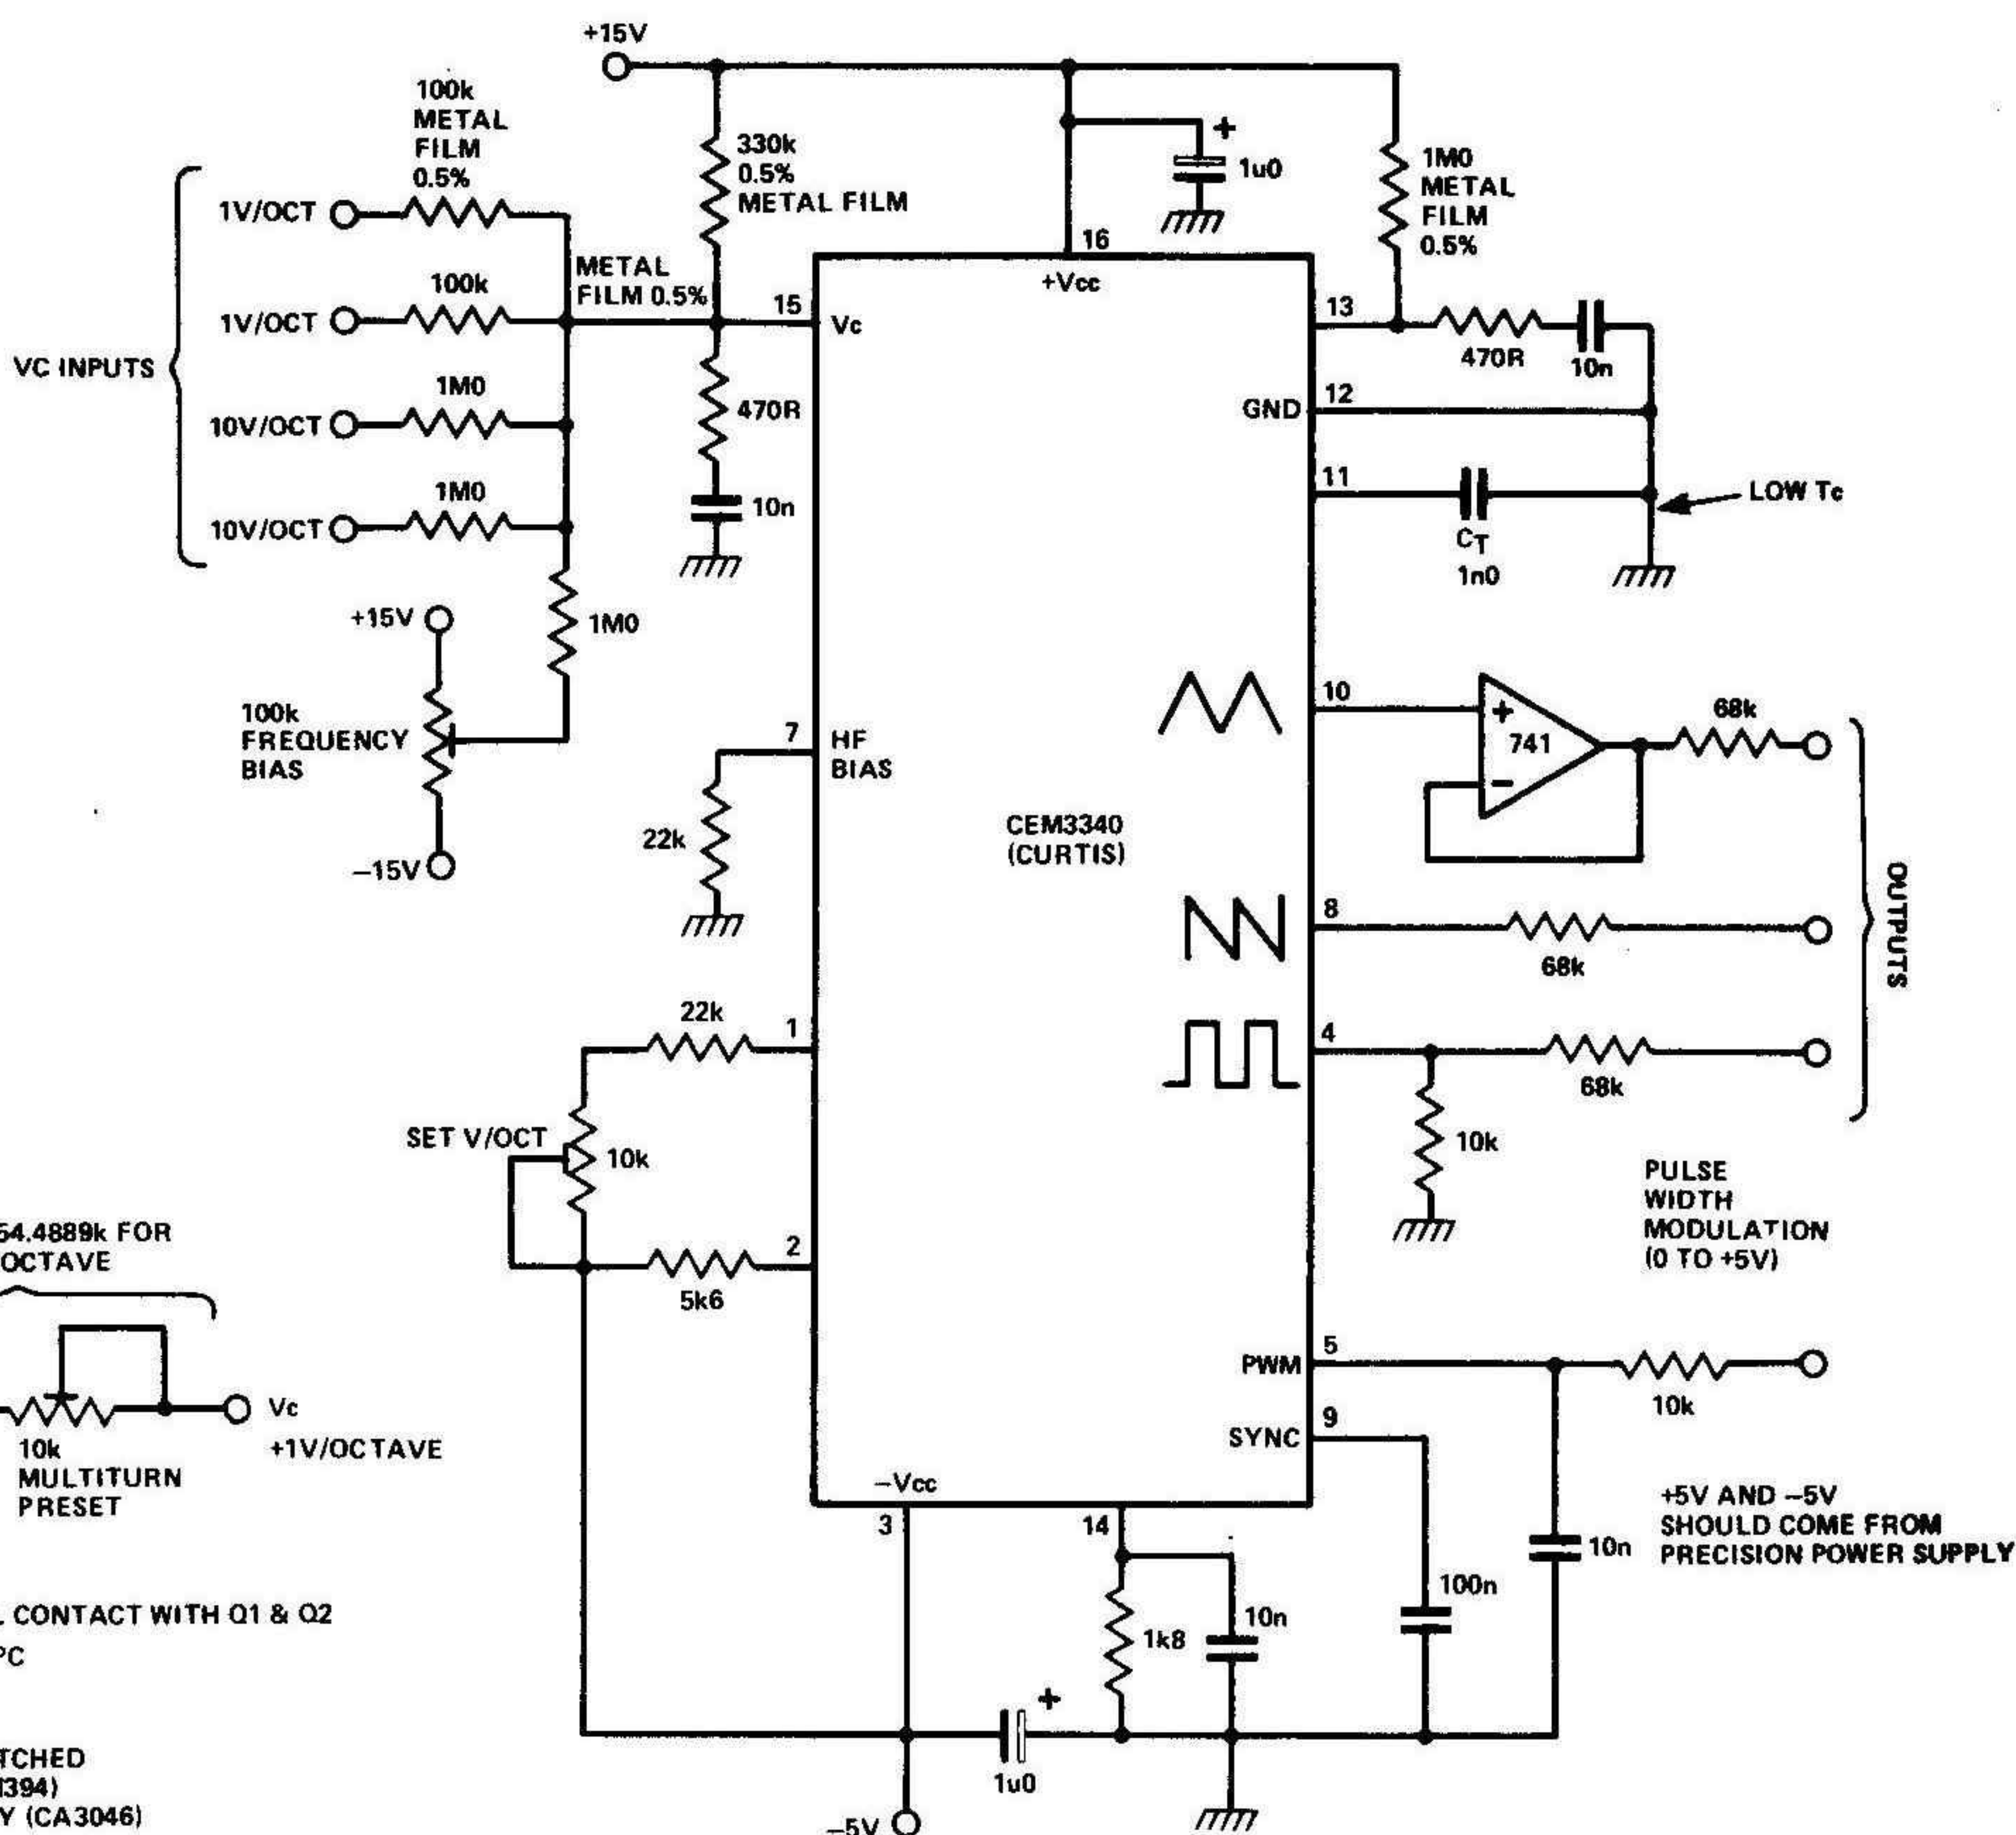 +15V
100k
METAL
FILM
0.5%
330k
0.5%
METAL FILM
+
1u0
1M0
METAL
FILM
0.5%
VC INPUTS
1V/OCT
1V/OCT
100k
10V/OCT
1M0
10V/OCT
1M0
METAL
FILM 0.5%
15
Vc
16
+Vcc
13
470R
10n
GND
12
11
CT
1n0
LOW Tc
470R
10n
+15V
1M0
100k
FREQUENCY
BIAS
–15V
7
HF
BIAS
22k
CEM3340
(CURTIS)
10
+
741
–
68k
8
68k
4
68k
10k
OUTPUTS
22k
1
SET V/OCT
10k
2
5k6
PULSE
WIDTH
MODULATION
(0 TO +5V)
PWM
5
10k
SYNC
9
10n
100n
+5V AND –5V
SHOULD COME FROM
PRECISION POWER SUPPLY
–Vcc
3
14
1k8
10n
+
1u0
–5V
54.4889k FOR
OCTAVE
Vc
+1V/OCTAVE
10k
MULTITURN
PRESET
CONTACT WITH Q1 & Q2
°C
TCHED
394)
Y (CA3046)